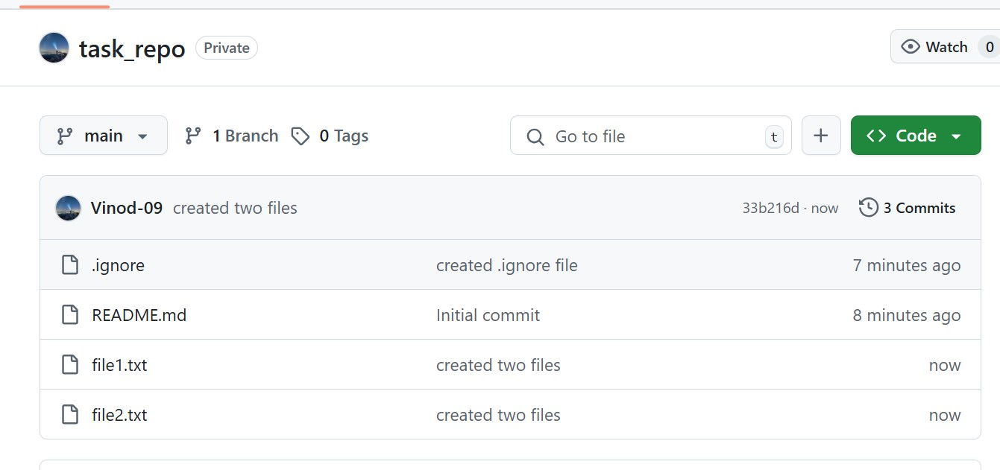 task_repo Private Watch 0
main 1 Branch 0 Tags Go to file t Code
Vinod-09 created two files 33b216d · now 3 Commits
.ignore created .ignore file 7 minutes ago
README.md Initial commit 8 minutes ago
file1.txt created two files now
file2.txt created two files now